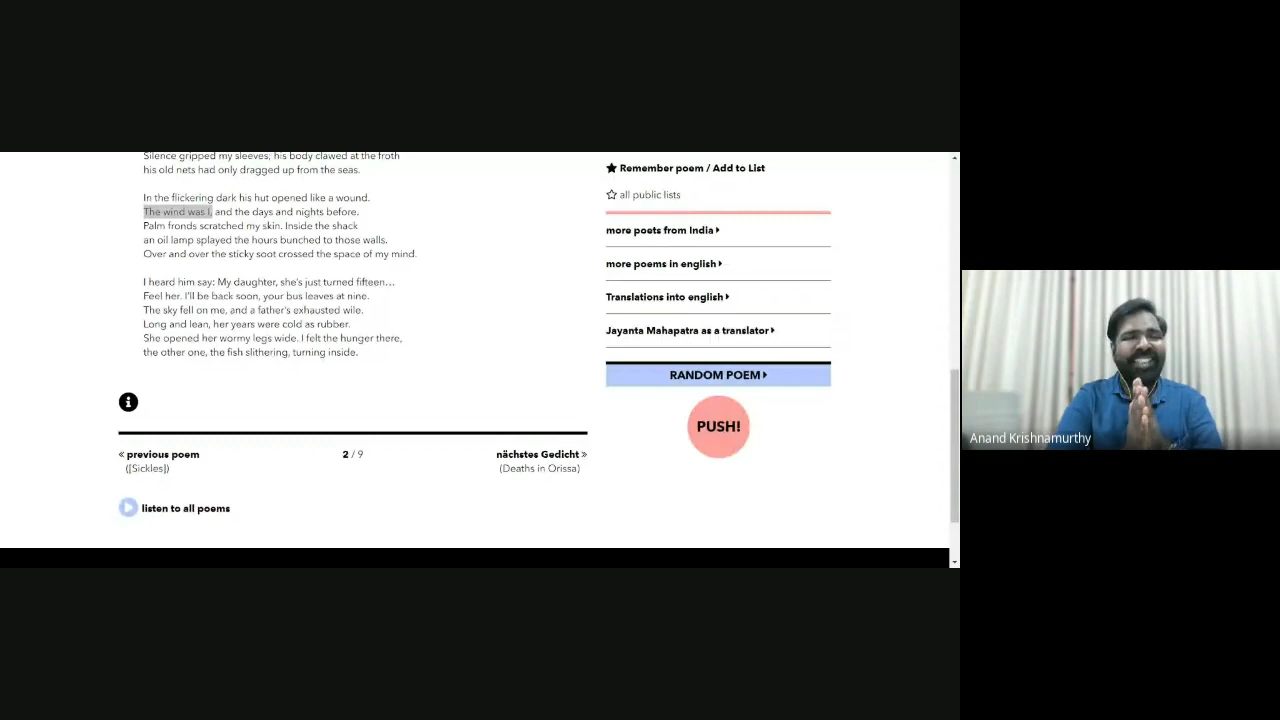 Silence gripped my sleeves; his body clawed at the froth
his old nets had only dragged up from the seas.
In the flickering dark his hut opened like a wound.
The wind was I, and the days and nights before.
Palm fronds scratched my skin. Inside the shack
an oil lamp splayed the hours bunched to those walls.
Over and over the sticky soot crossed the space of my mind.
I heard him say: My daughter, she's just turned fifteen…
Feel her. I'll be back soon, your bus leaves at nine.
The sky fell on me, and a father's exhausted wile.
Long and lean, her years were cold as rubber.
She opened her wormy legs wide. I felt the hunger there,
the other one, the fish slithering, turning inside.
« previous poem
([Sickles])
2 / 9
nächstes Gedicht »
(Deaths in Orissa)
listen to all poems
Remember poem / Add to List
all public lists
more poets from India
more poems in english
Translations into english
Jayanta Mahapatra as a translator
RANDOM POEM
PUSH!
Anand Krishnamurthy